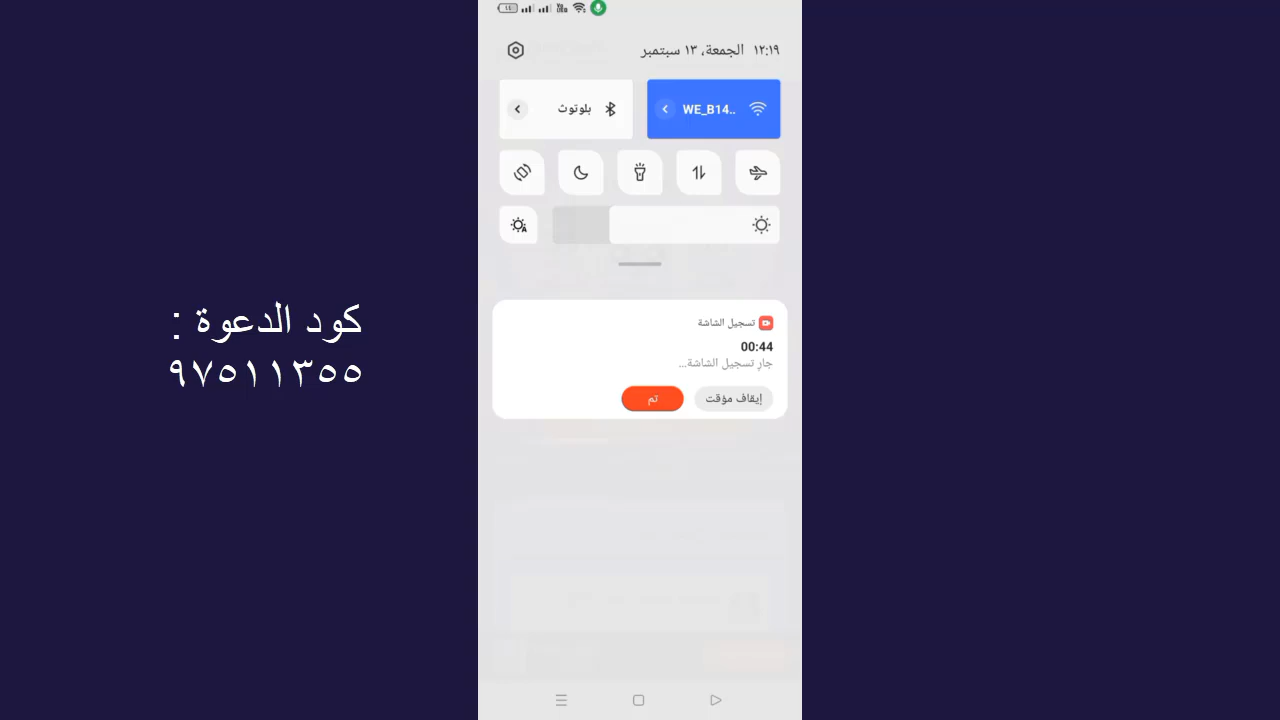 ١٢:١٩ الجمعة، ١٣ سبتمبر
WE_B14..
بلوتوث
تسجيل الشاشة
00:44
جارِ تسجيل الشاشة...
إيقاف مؤقت
تم
كود الدعوة :
٩٧٥١١٣٥٥